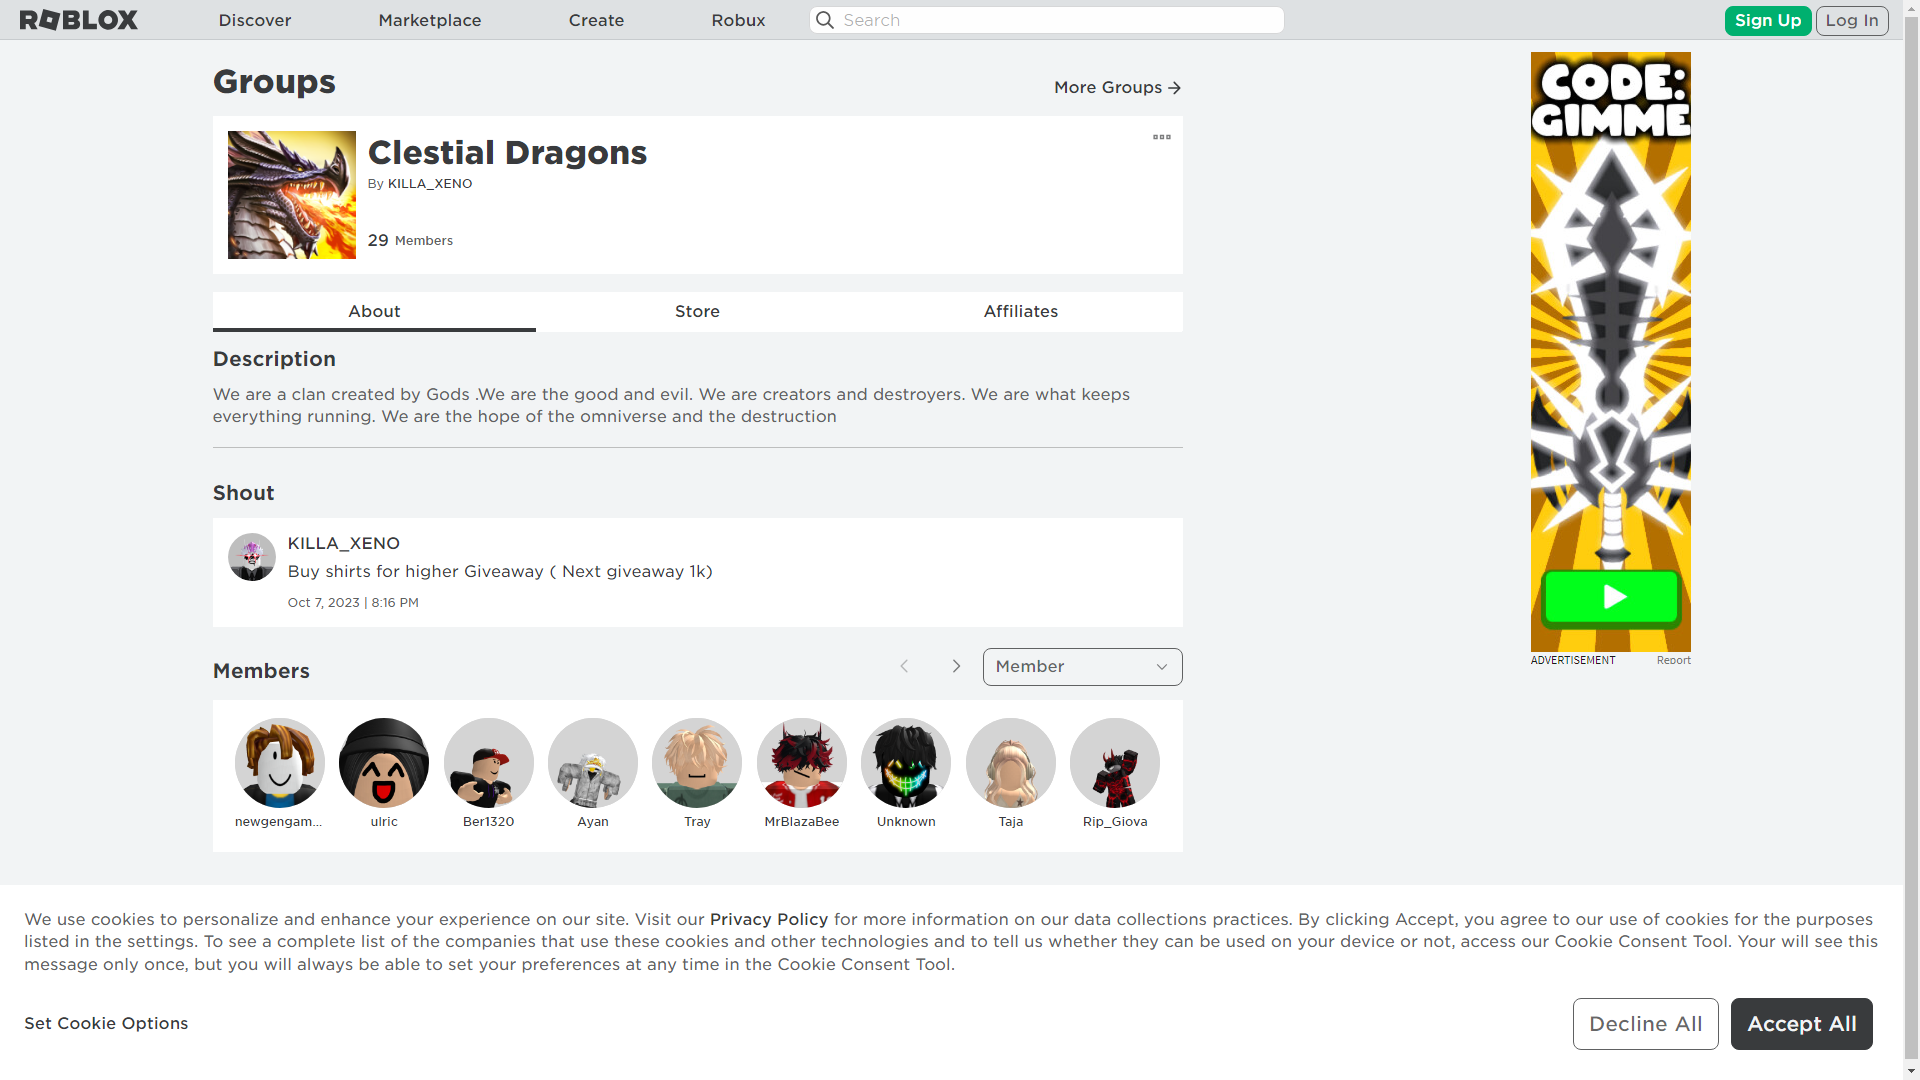 ROBLOX
Discover
Marketplace
Create
Robux
Search
Sign Up
Log In
Groups
More Groups
Clestial Dragons
By KILLA_XENO
29 Members
About
Store
Affiliates
Description
We are a clan created by Gods .We are the good and evil. We are creators and destroyers. We are what keeps
everything running. We are the hope of the omniverse and the destruction
Shout
KILLA_XENO
Buy shirts for higher Giveaway ( Next giveaway 1k)
Oct 7, 2023 | 8:16 PM
Members
Member
newgengam...
ulric
Ber1320
Ayan
Tray
MrBlazaBee
Unknown
Taja
Rip_Giova
CODE:
GIMME
ADVERTISEMENT
Report
We use cookies to personalize and enhance your experience on our site. Visit our Privacy Policy for more information on our data collections practices. By clicking Accept, you agree to our use of cookies for the purposes
listed in the settings. To see a complete list of the companies that use these cookies and other technologies and to tell us whether they can be used on your device or not, access our Cookie Consent Tool. Your will see this
message only once, but you will always be able to set your preferences at any time in the Cookie Consent Tool.
Set Cookie Options
Decline All
Accept All